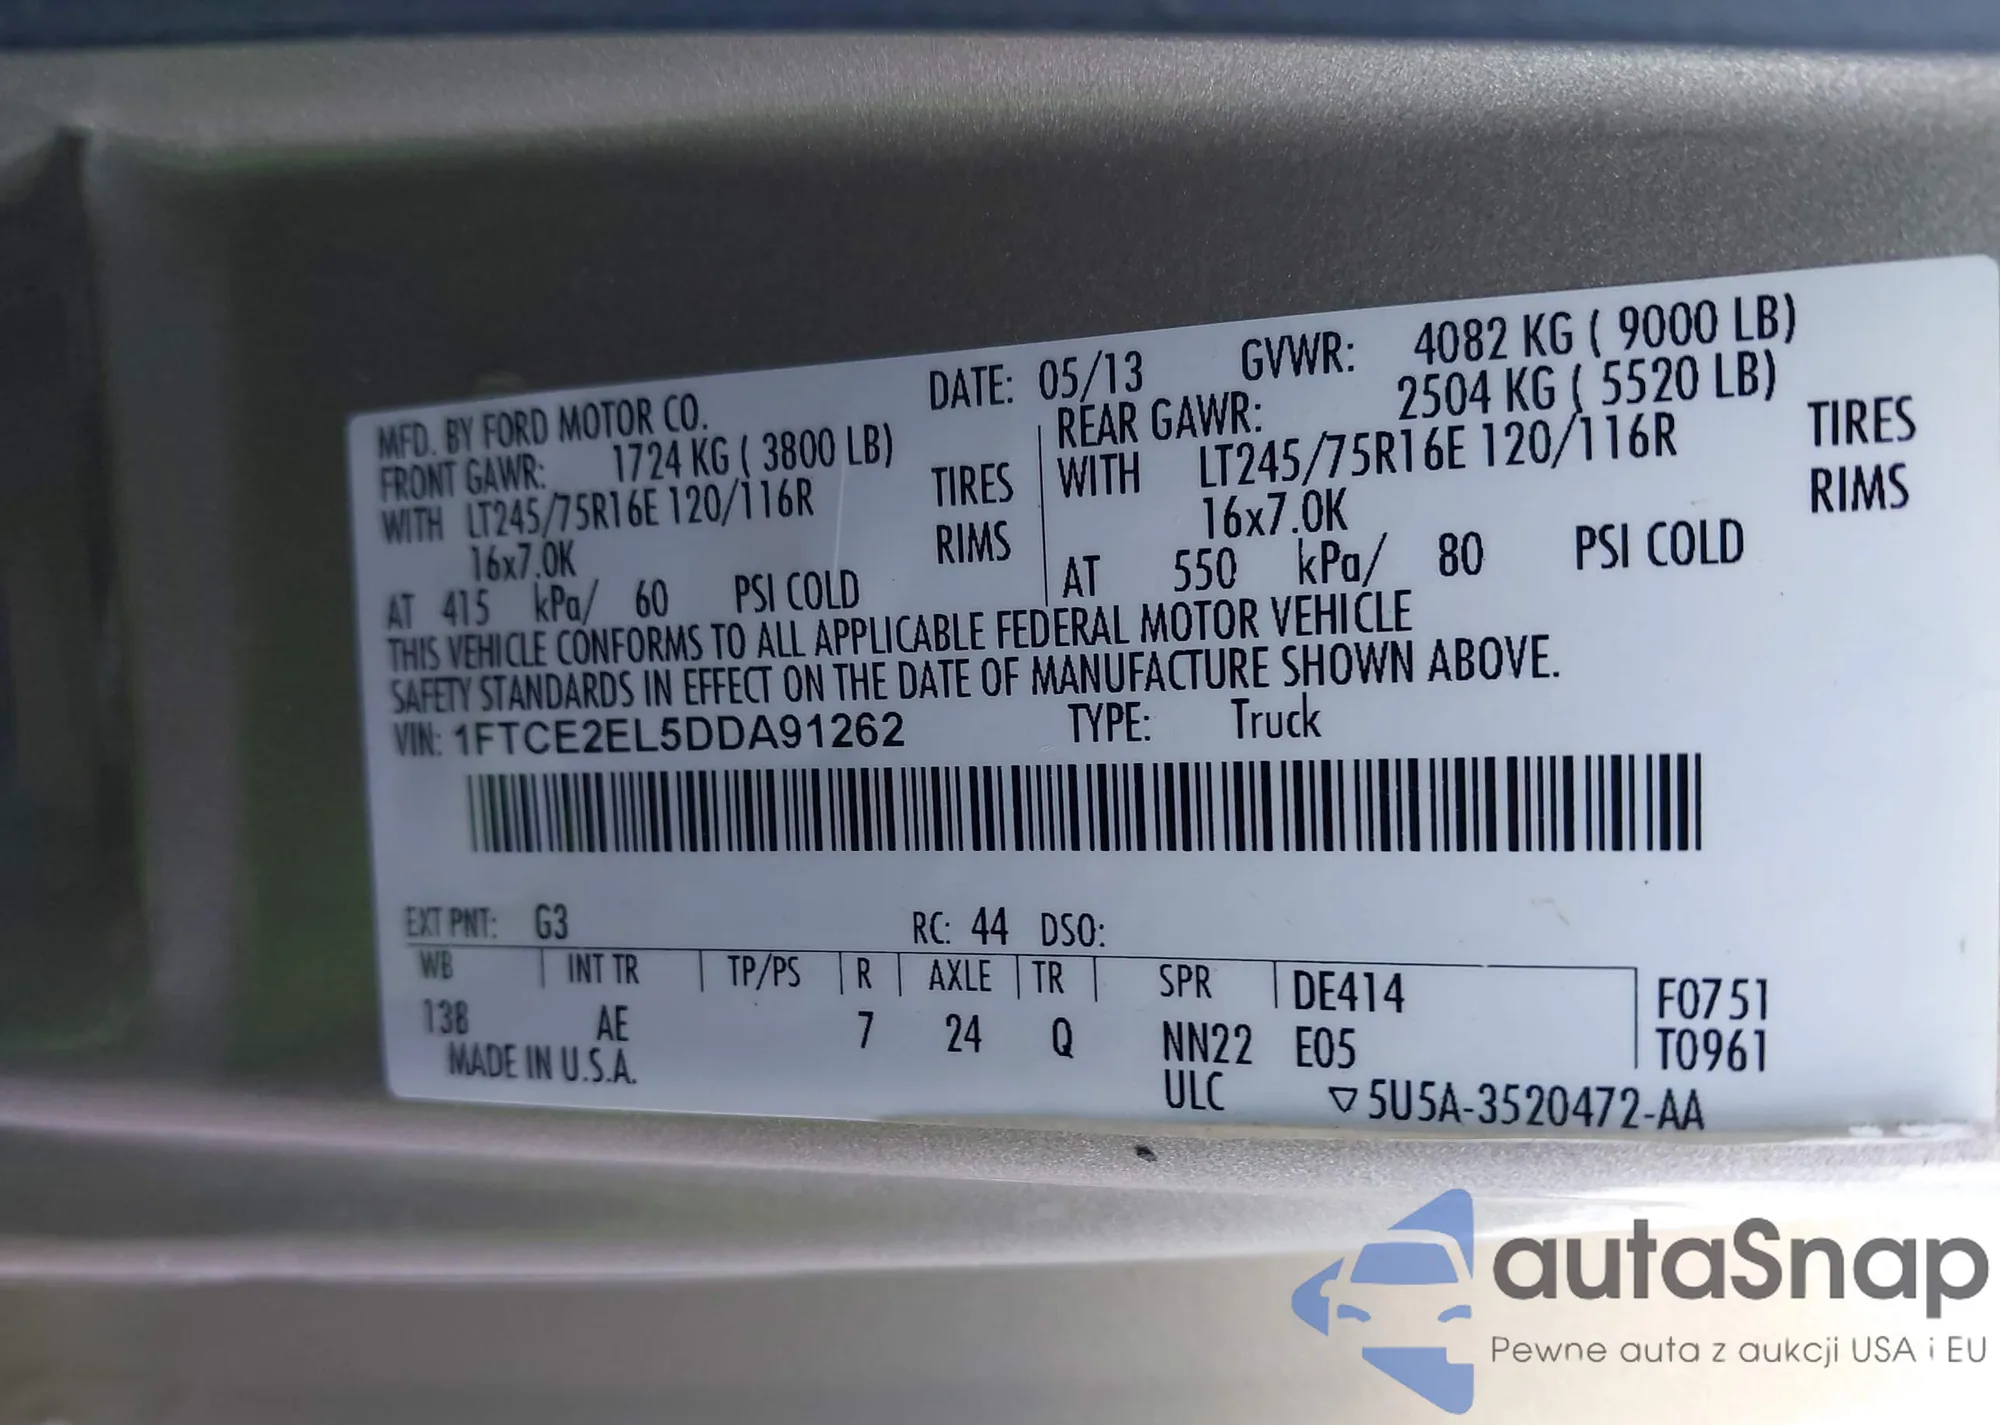 MFD. BY FORD MOTOR CO. DATE: 05/13 GVWR: 4082 KG ( 9000 LB)
FRONT GAWR: 1724 KG ( 3800 LB) REAR GAWR: 2504 KG ( 5520 LB)
WITH LT245/75R16E 120/116R TIRES WITH LT245/75R16E 120/116R TIRES
16x7.0K RIMS 16x7.0K RIMS
AT 415 kPa/ 60 PSI COLD AT 550 kPa/ 80 PSI COLD
THIS VEHICLE CONFORMS TO ALL APPLICABLE FEDERAL MOTOR VEHICLE
SAFETY STANDARDS IN EFFECT ON THE DATE OF MANUFACTURE SHOWN ABOVE.
VIN: 1FTCE2EL5DDA91262 TYPE: Truck
EXT PNT: G3 RC: 44 DSO:
WB INT TR TP/PS R AXLE TR SPR DE414 F0751
138 AE 7 24 Q NN22 E05 T0961
MADE IN U.S.A. ULC ▽5U5A-3520472-AA
autaSnap
Pewne auta z aukcji USA i EU